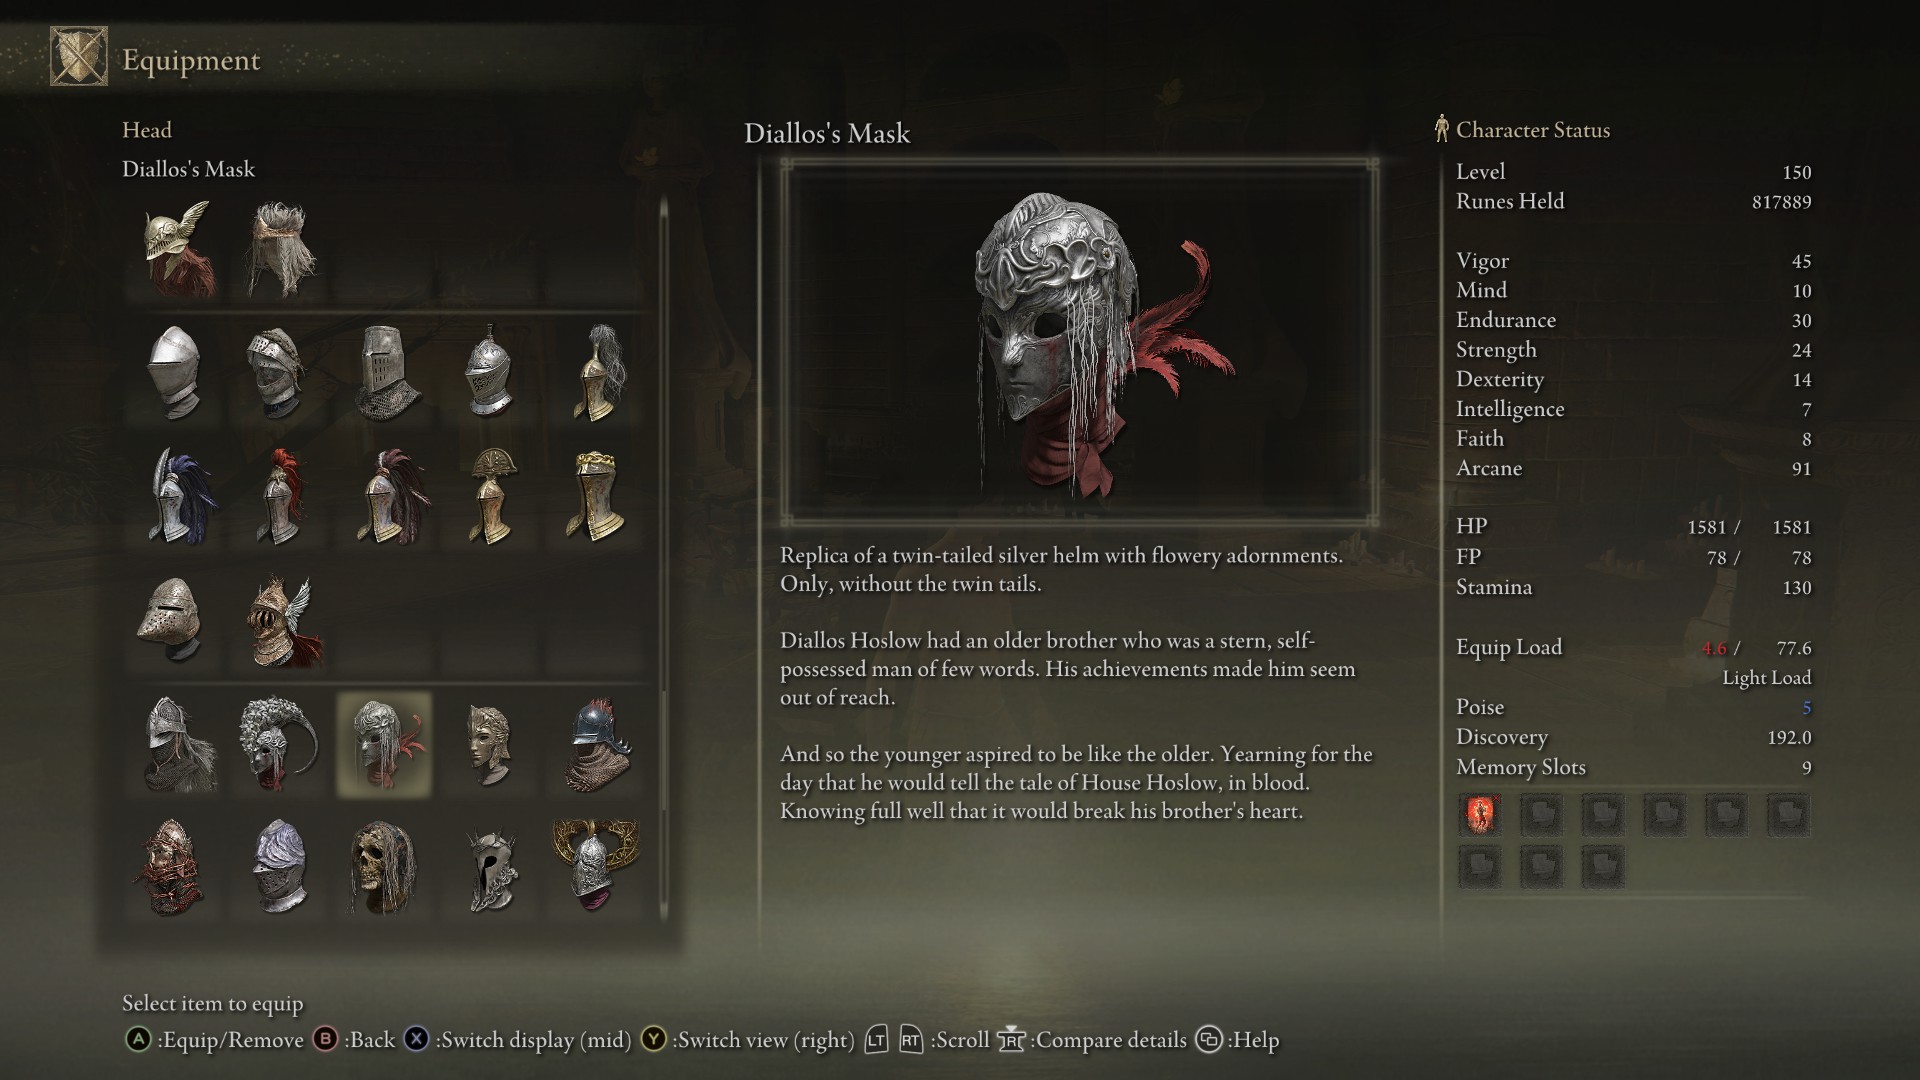 Equipment
Head
Diallos's Mask
Diallos's Mask
Replica of a twin-tailed silver helm with flowery adornments.
Only, without the twin tails.
Diallos Hoslow had an older brother who was a stern, self-
possessed man of few words. His achievements made him seem
out of reach.
And so the younger aspired to be like the older. Yearning for the
day that he would tell the tale of House Hoslow, in blood.
Knowing full well that it would break his brother's heart.
Character Status
Level 150
Runes Held 817889
Vigor 45
Mind 10
Endurance 30
Strength 24
Dexterity 14
Intelligence 7
Faith 8
Arcane 91
HP 1581 / 1581
FP 78 / 78
Stamina 130
Equip Load 4.6 / 77.6
Light Load
Poise 5
Discovery 192.0
Memory Slots 9
Select item to equip
A :Equip/Remove B :Back X :Switch display (mid) Y :Switch view (right) LT RT :Scroll R :Compare details :Help